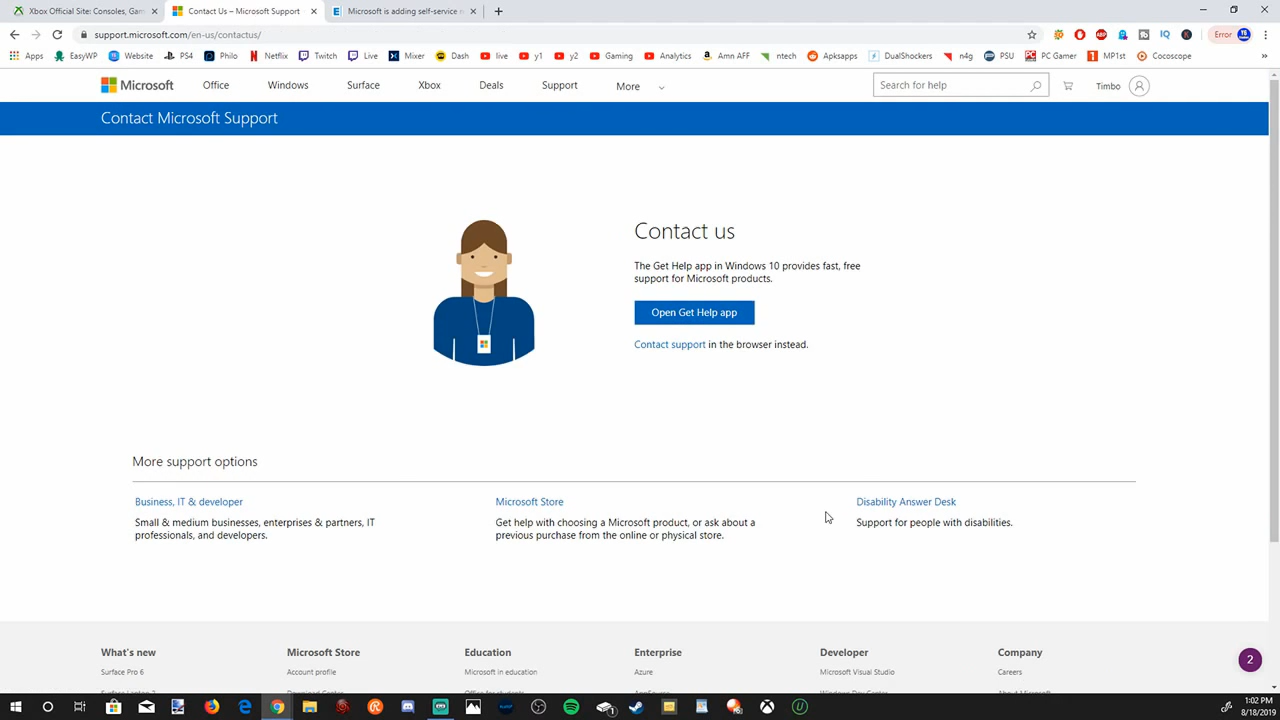 Xbox Official Site: Consoles, Gam
Contact Us – Microsoft Support
Microsoft is adding self-service r
support.microsoft.com/en-us/contactus/
Error
Apps
EasyWP
Website
PS4
Philo
Netflix
Twitch
Live
Mixer
Dash
live
y1
y2
Gaming
Analytics
Amn AFF
ntech
Apksapps
DualShockers
n4g
PSU
PC Gamer
MP1st
Cocoscope
»
Microsoft
Office
Windows
Surface
Xbox
Deals
Support
More
Search for help
Timbo
Contact Microsoft Support
Contact us
The Get Help app in Windows 10 provides fast, free
support for Microsoft products.
Open Get Help app
Contact support in the browser instead.
More support options
Business, IT & developer
Small & medium businesses, enterprises & partners, IT
professionals, and developers.
Microsoft Store
Get help with choosing a Microsoft product, or ask about a
previous purchase from the online or physical store.
Disability Answer Desk
Support for people with disabilities.
What's new
Microsoft Store
Education
Enterprise
Developer
Company
Surface Pro 6
Account profile
Microsoft in education
Azure
Microsoft Visual Studio
Careers
2
1:02 PM
8/18/2019